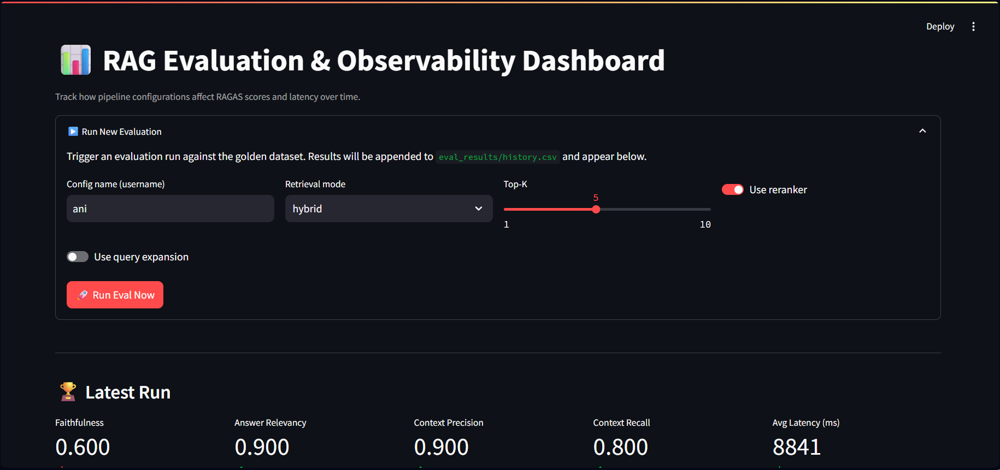 Deploy
RAG Evaluation & Observability Dashboard
Track how pipeline configurations affect RAGAS scores and latency over time.
Run New Evaluation
Trigger an evaluation run against the golden dataset. Results will be appended to eval_results/history.csv and appear below.
Config name (username)
ani
Retrieval mode
hybrid
Top-K
5
1 10
Use reranker
Use query expansion
Run Eval Now
Latest Run
Faithfulness
0.600
Answer Relevancy
0.900
Context Precision
0.900
Context Recall
0.800
Avg Latency (ms)
8841